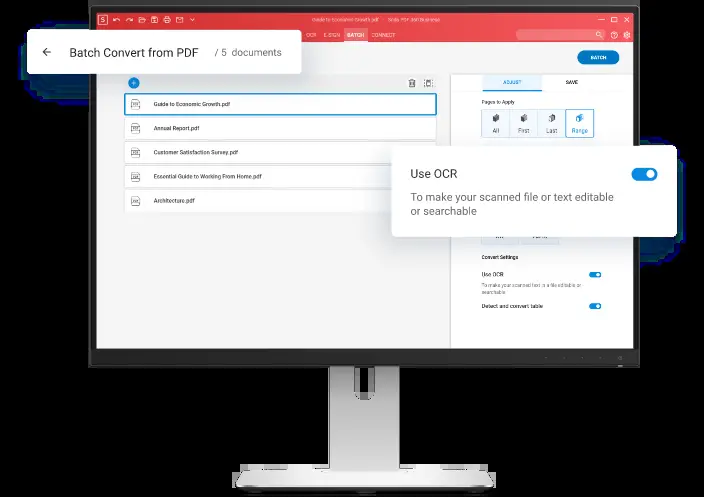 Guide to Economic Growth.pdf - Soda PDF 360 Business
S
OCR E-SIGN BATCH CONNECT
Batch Convert from PDF / 5 documents
BATCH
ADJUST SAVE
Guide to Economic Growth.pdf
Annual Report.pdf
Customer Satisfaction Survey.pdf
Essential Guide to Working From Home.pdf
Architecture.pdf
Pages to Apply
All First Last Range
Use OCR
To make your scanned file or text editable
or searchable
Convert Settings
Use OCR
To make your scanned text in a file editable or
searchable
Detect and convert table